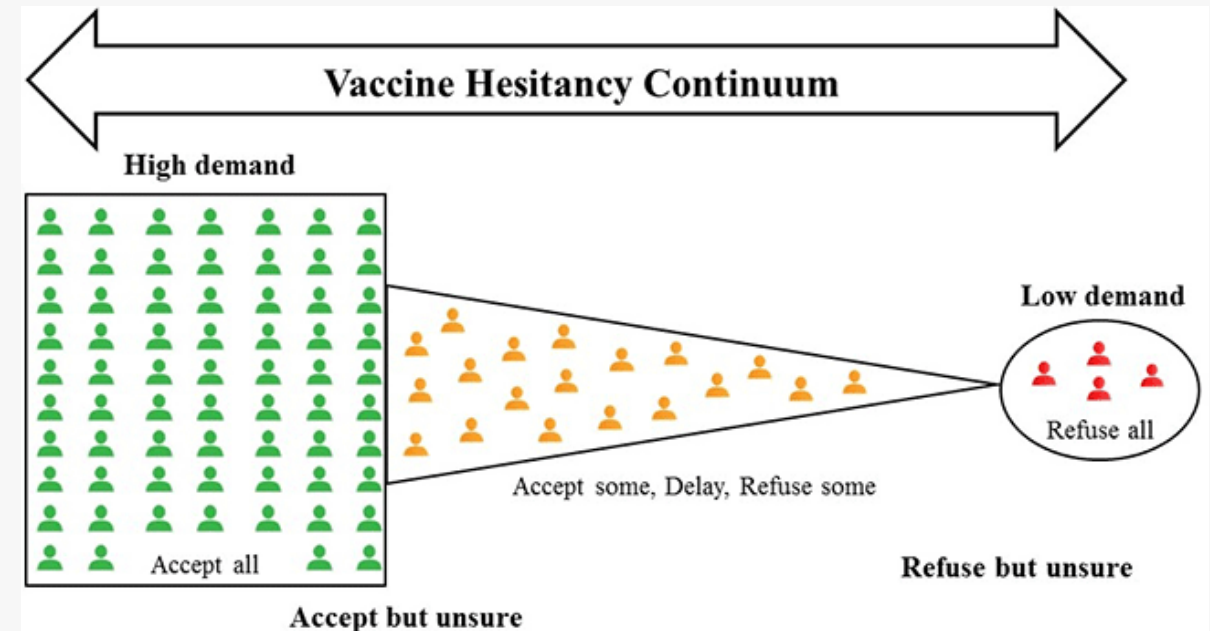 Vaccine Hesitancy Continuum
High demand
Low demand
Refuse all
Accept some, Delay, Refuse some
Accept all
Refuse but unsure
Accept but unsure